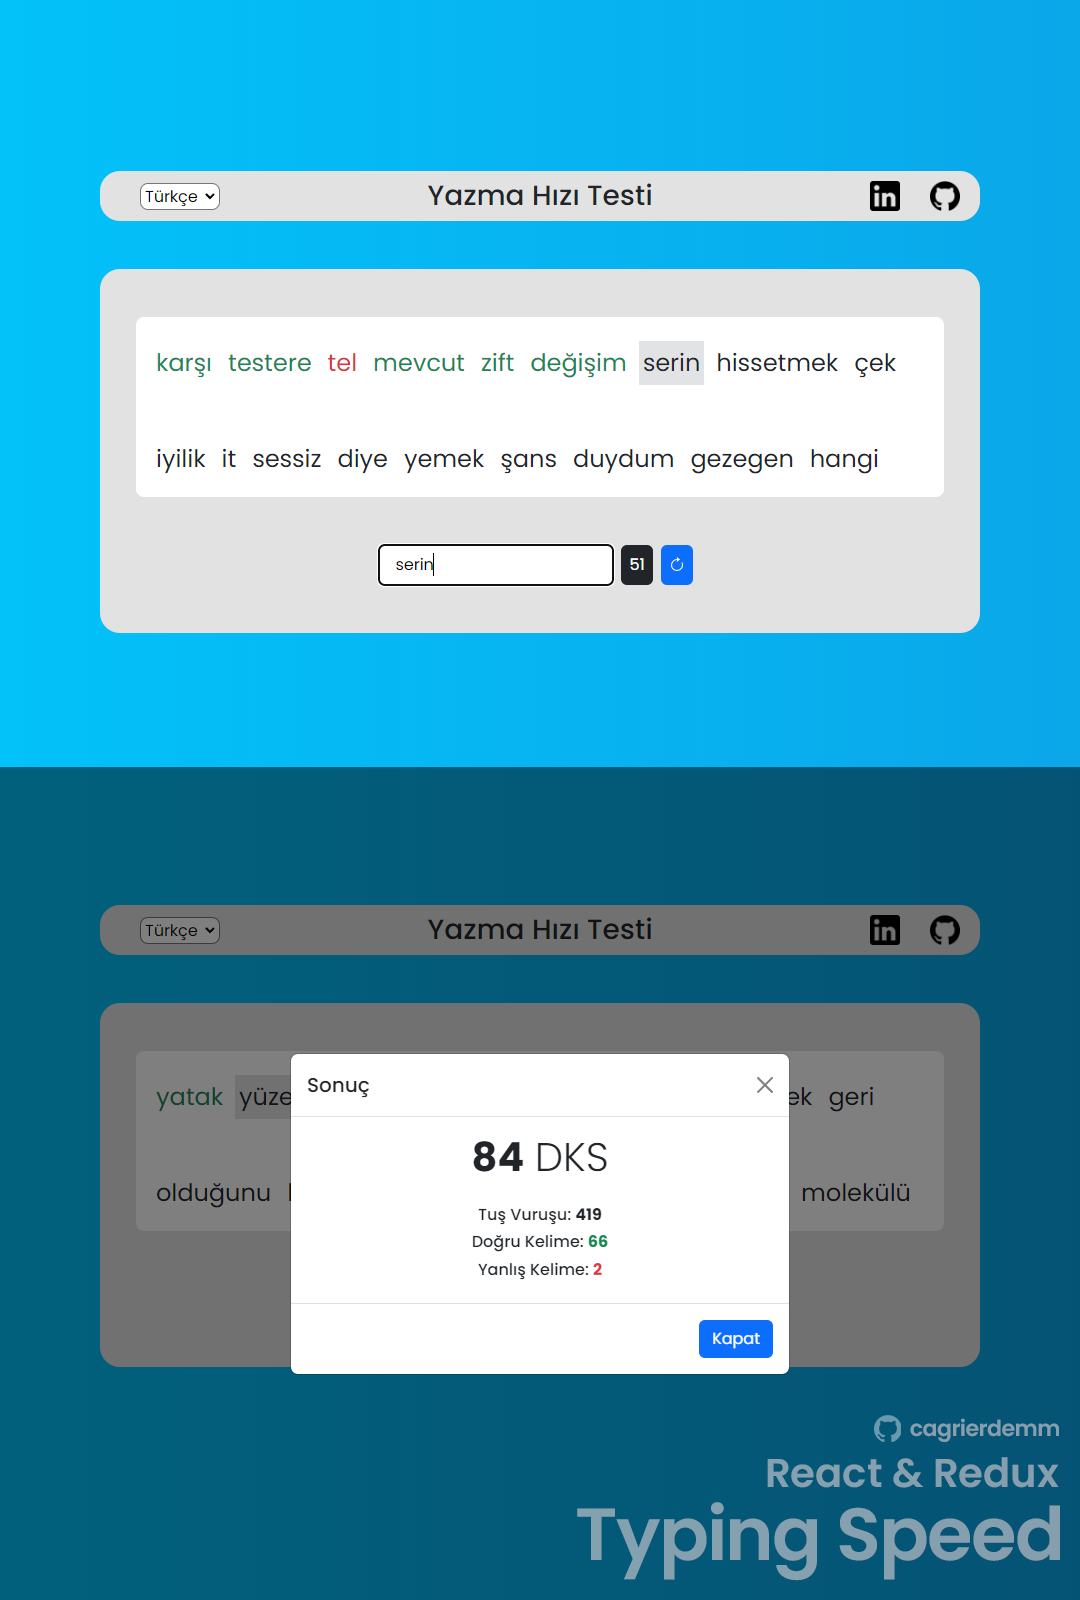 Türkçe
Yazma Hızı Testi
in
karşı testere tel mevcut zift değişim serin hissetmek çek
iyilik it sessiz diye yemek şans duydum gezegen hangi
serin 51
Türkçe
Yazma Hızı Testi
in
yatak yüze ek geri
olduğunu molekülü
Sonuç
84 DKS
Tuş Vuruşu: 419
Doğru Kelime: 66
Yanlış Kelime: 2
Kapat
cagrierdemm
React & Redux
Typing Speed